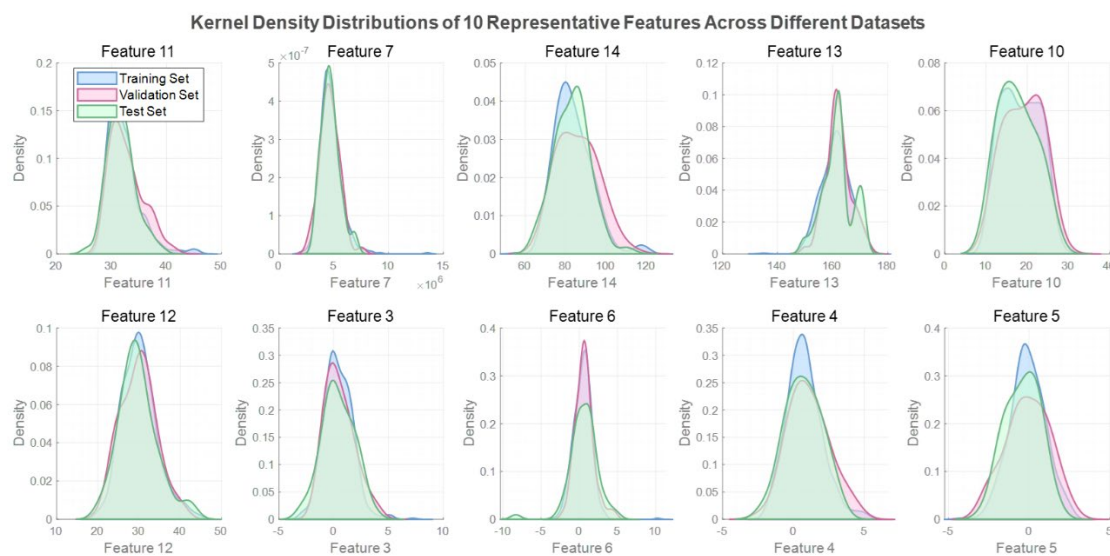 Kernel Density Distributions of 10 Representative Features Across Different Datasets
Feature 11
Training Set
Validation Set
Test Set
Density
0.2
0.15
0.1
0.05
0
20 30 40 50
Feature 11
Feature 7
×10^-7
Density
5
4
3
2
1
0
0 5 10 15
Feature 7
×10^6
Feature 14
Density
0.05
0.04
0.03
0.02
0.01
0
60 80 100 120
Feature 14
Feature 13
Density
0.12
0.1
0.08
0.06
0.04
0.02
0
120 140 160 180
Feature 13
Feature 10
Density
0.08
0.06
0.04
0.02
0
0 10 20 30 40
Feature 10
Feature 12
Density
0.1
0.08
0.06
0.04
0.02
0
10 20 30 40 50
Feature 12
Feature 3
Density
0.35
0.3
0.25
0.2
0.15
0.1
0.05
0
-5 0 5 10
Feature 3
Feature 6
Density
0.4
0.3
0.2
0.1
0
-10 -5 0 5 10
Feature 6
Feature 4
Density
0.35
0.3
0.25
0.2
0.15
0.1
0.05
0
-5 0 5
Feature 4
Feature 5
Density
0.4
0.3
0.2
0.1
0
-5 0 5
Feature 5